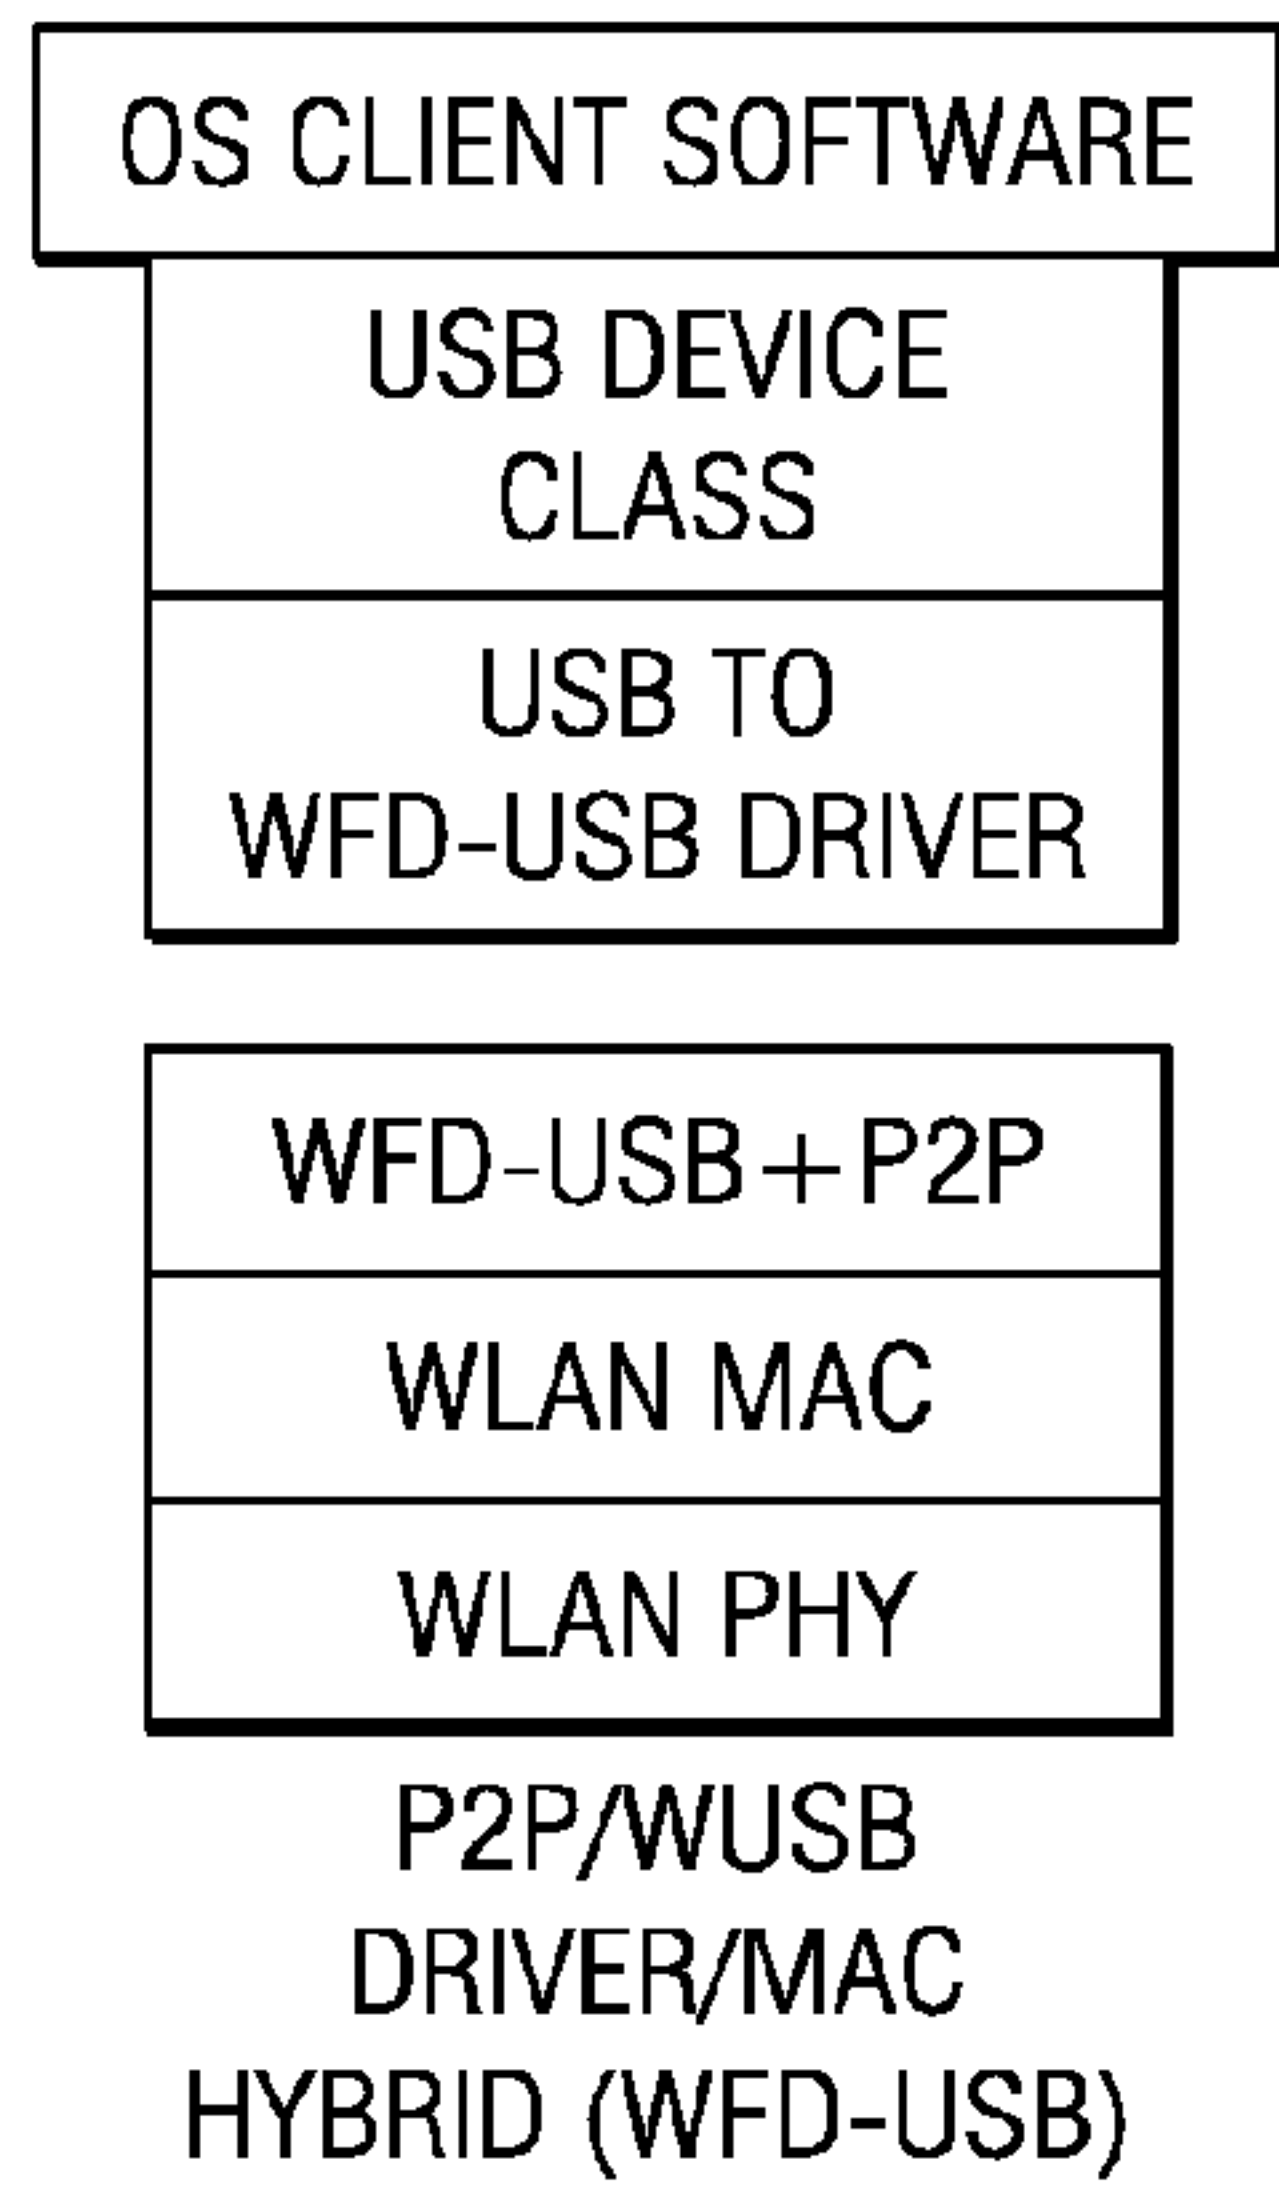 OS CLIENT SOFTWARE
USB DEVICE
CLASS
USB TO
WFD-USB DRIVER
WFD-USB+P2P
WLAN MAC
WLAN PHY
P2P/WUSB
DRIVER/MAC
HYBRID (WFD-USB)